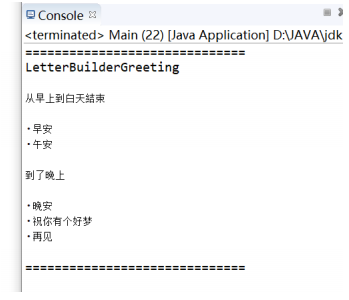 Console
<terminated> Main (22) [Java Application] D:\JAVA\jdk
==============================
LetterBuilderGreeting
从早上到白天結束
·早安
·午安
到了晚上
·晚安
·祝你有个好梦
·再见
==============================